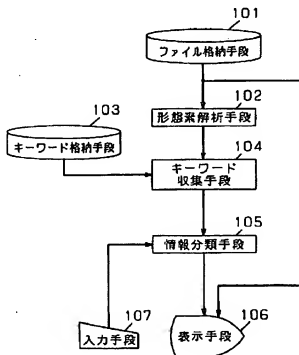 101
ファイル格納手段
102
形態素解析手段
103
キーワード格納手段
104
キーワード
収集手段
105
情報分類手段
107
入力手段
106
表示手段